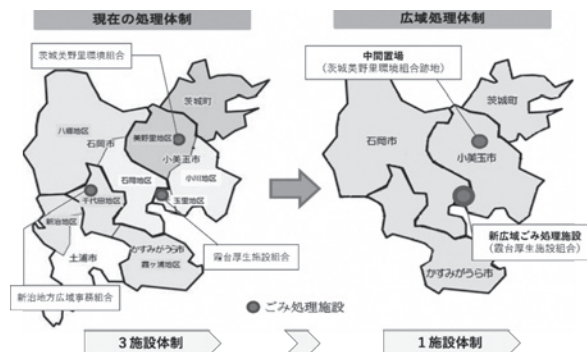 現在の処理体制
茨城美野里環境組合
茨城町
八郷地区
石岡市
美野里地区
小美玉市
石岡地区
小川地区
玉里地区
千代田地区
新治地区
土浦市
かすみがうら市
霞ヶ浦地区
霞台厚生施設組合
新治地方広域事務組合
3施設体制
広域処理体制
中間置場
(茨城美野里環境組合跡地)
茨城町
石岡市
小美玉市
新広域ごみ処理施設
(霞台厚生施設組合)
かすみがうら市
ごみ処理施設
1施設体制